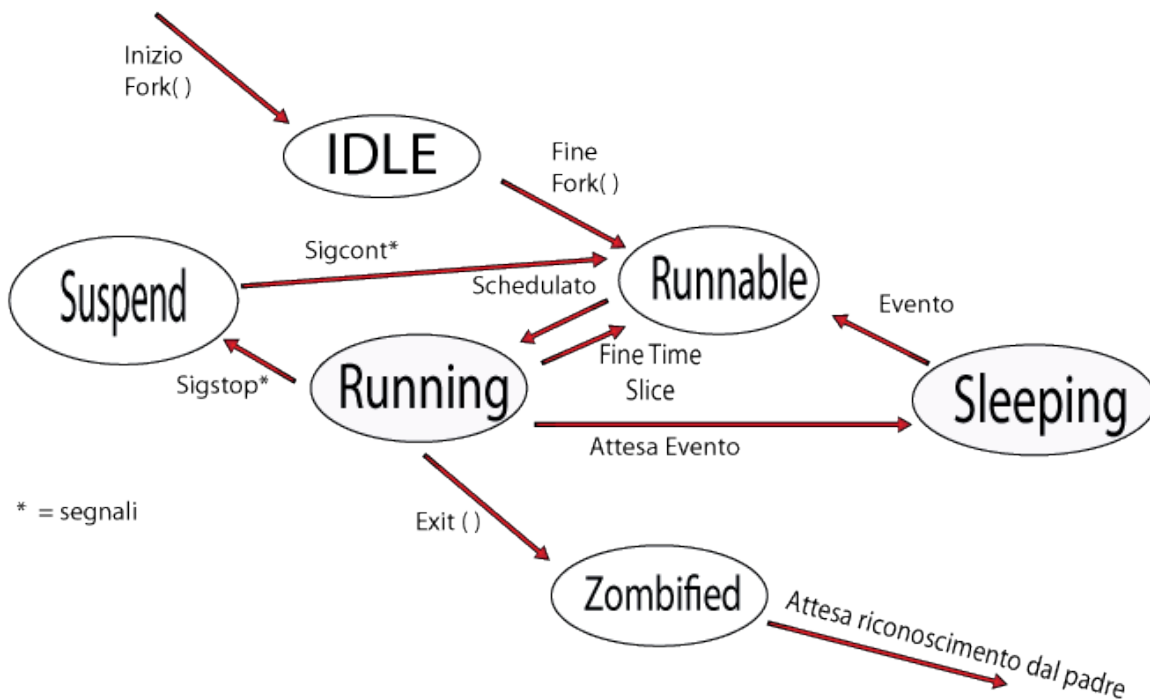 Inizio
Fork( )
IDLE
Fine
Fork( )
Suspend
Sigcont*
Schedulato
Runnable
Evento
Sigstop*
Running
Fine Time
Slice
Sleeping
Attesa Evento
* = segnali
Exit ( )
Zombified
Attesa riconoscimento dal padre